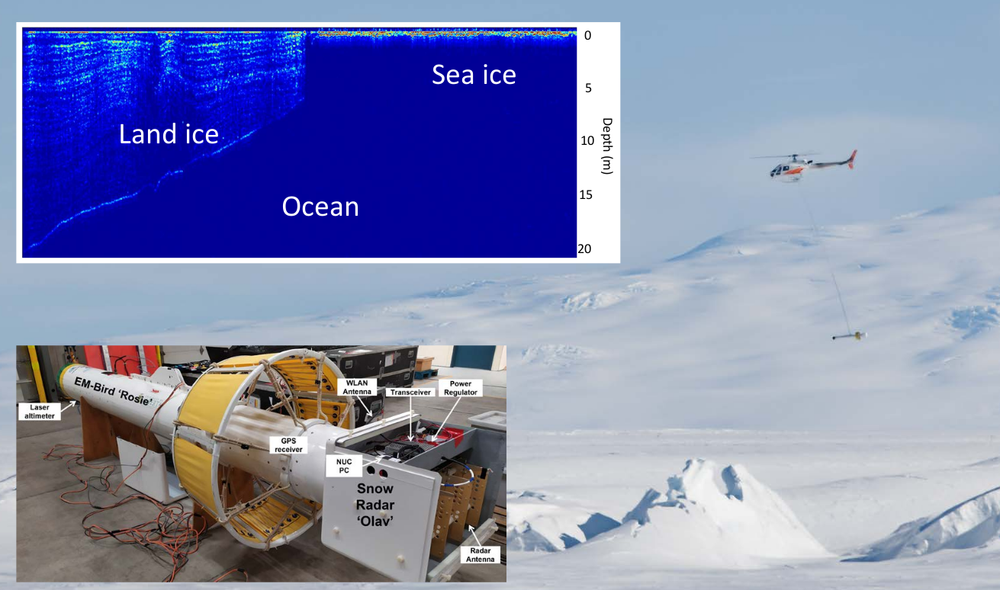 0
Sea ice
5
Land ice
10
Depth (m)
15
Ocean
20
EM-Bird 'Rosie'
WLAN
Antenna
Transceiver
Power
Regulator
Laser
altimeter
GPS
receiver
NUC
PC
Snow
Radar
'Olav'
Radar
Antenna